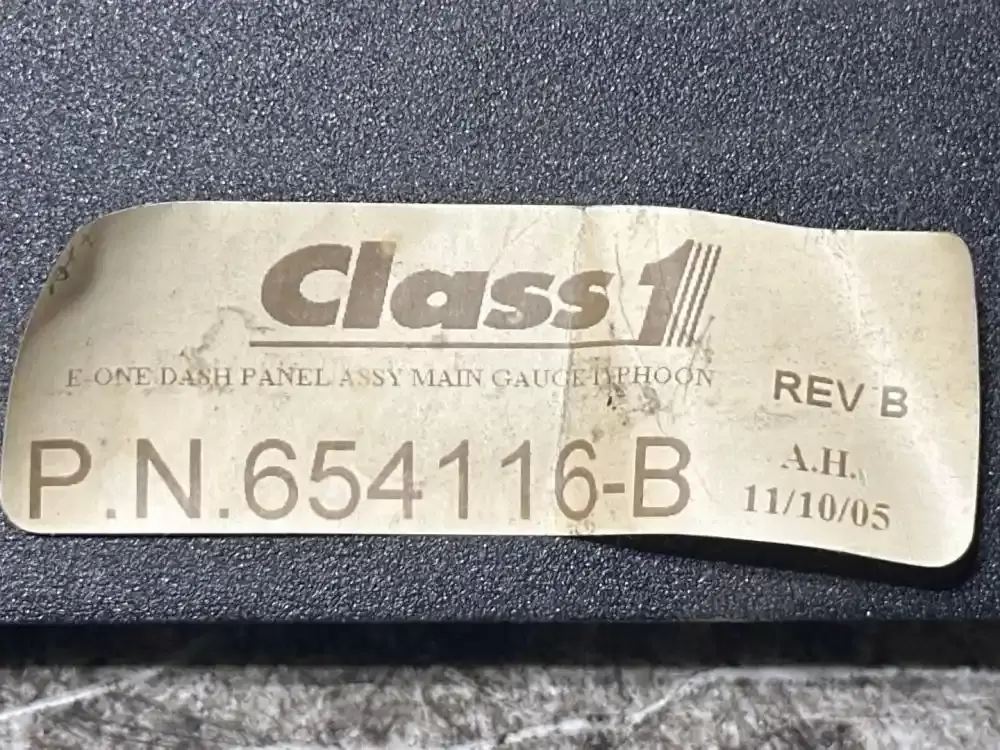 Class 1
E-ONE DASH PANEL ASSY MAIN GAUGE TYPHOON
REV B
P.N.654116-B
A.H.
11/10/05